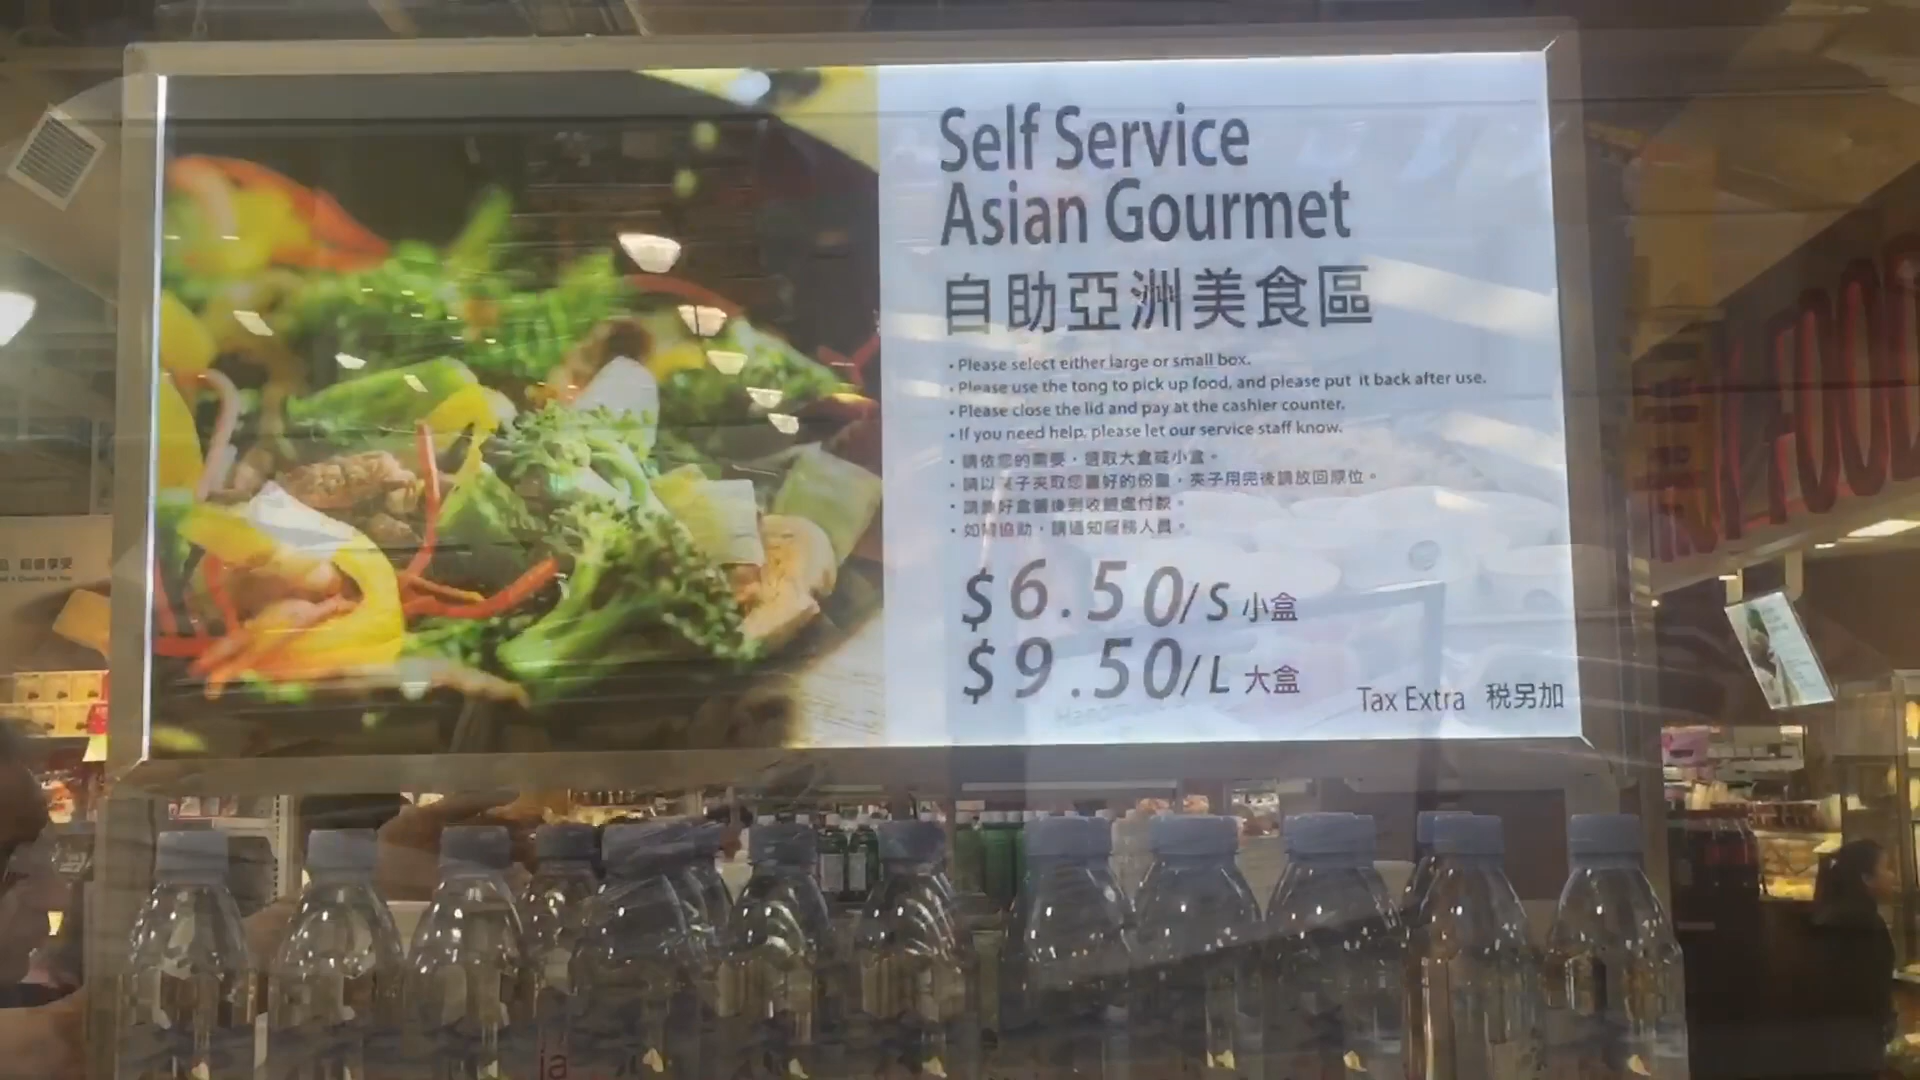 Self Service
Asian Gourmet
自助亞洲美食區
• Please select either large or small box.
• Please use the tong to pick up food, and please put it back after use.
• Please close the lid and pay at the cashier counter.
• If you need help, please let our service staff know.
• 請依您的需要，選取大盒或小盒。
• 請以夾子夾取您喜好的份量，夾子用完後請放回原位。
• 請蓋好盒蓋後到收銀處付款。
• 如需協助，請通知服務人員。
$6.50/S 小盒
$9.50/L 大盒
Tax Extra 稅另加
FOOD